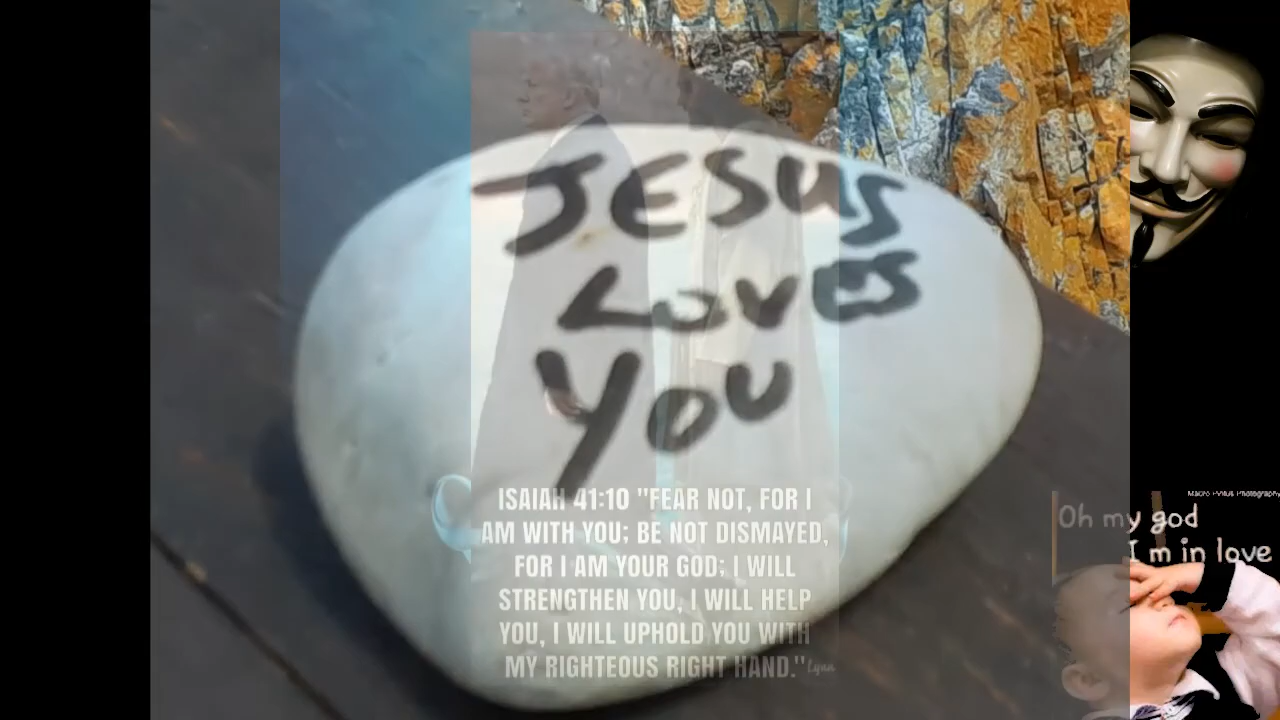 JESUS
LOVES
YOU
ISAIAH 41:10 "FEAR NOT, FOR I
AM WITH YOU; BE NOT DISMAYED,
FOR I AM YOUR GOD; I WILL
STRENGTHEN YOU, I WILL HELP
YOU, I WILL UPHOLD YOU WITH
MY RIGHTEOUS RIGHT HAND."
Lynn
Photography
Oh my god
I m in love